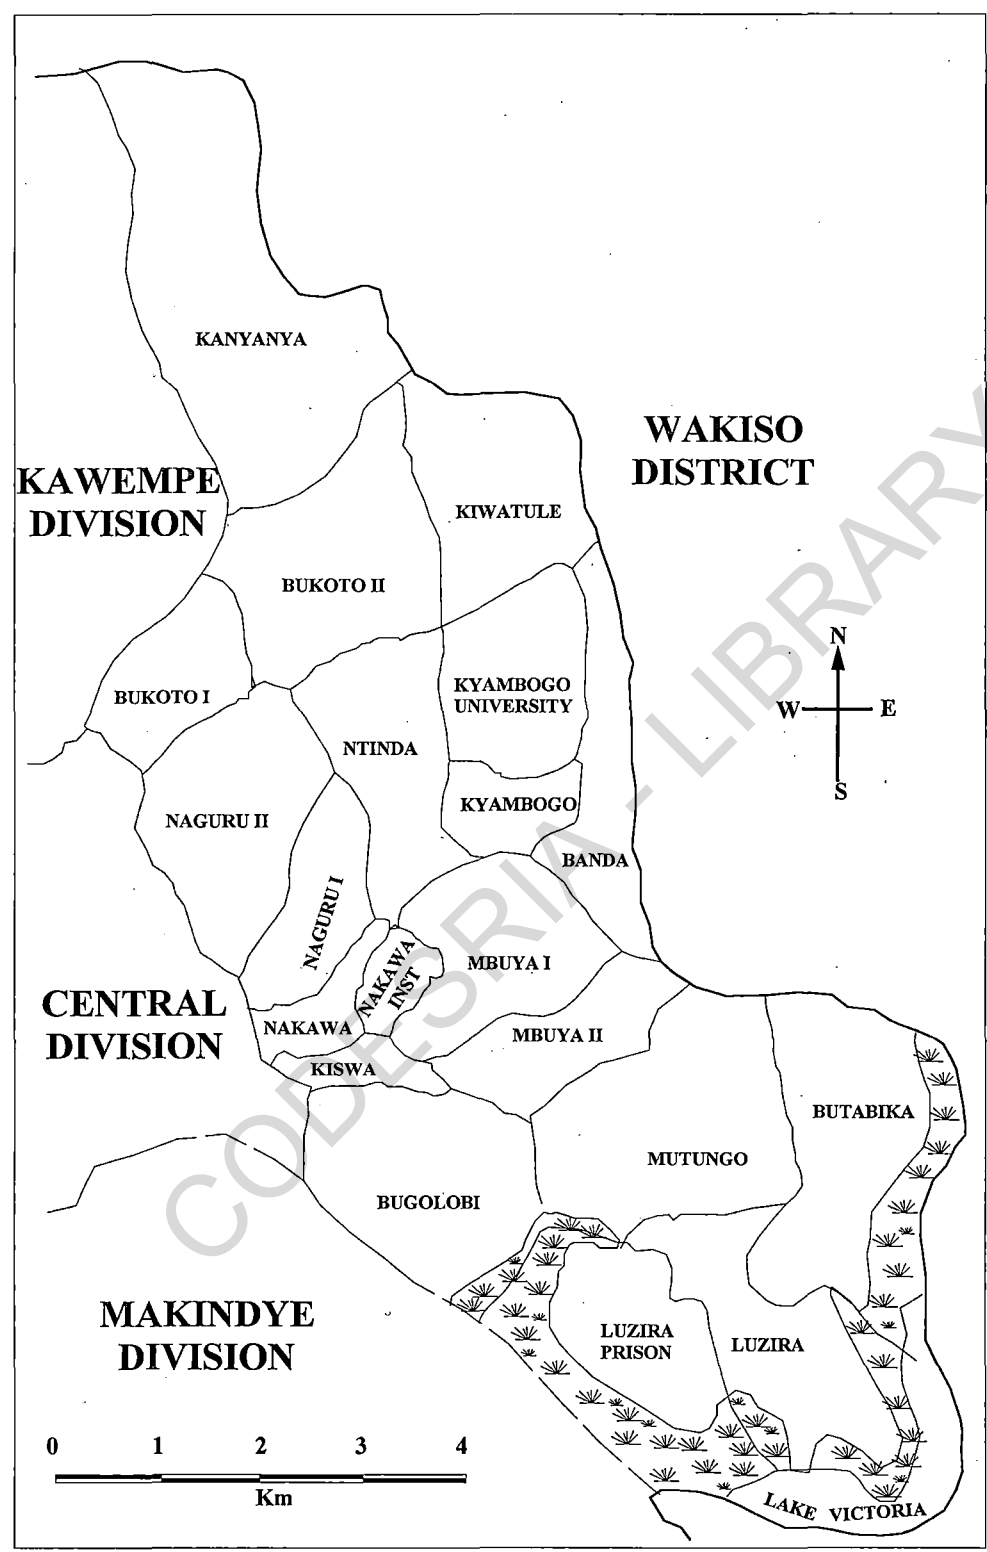 KANYANYA
WAKISO
DISTRICT
KAWEMPE
DIVISION
KIWATULE
BUKOTO II
N
KYAMBOGO
UNIVERSITY
BUKOTO I
W
E
NTINDA
S
KYAMBOGO
NAGURU II
BANDA
NAGURU I
MBUYA I
NAKAWA
INST
CENTRAL
DIVISION
NAKAWA
MBUYA II
KISWA
BUTABIKA
MUTUNGO
BUGOLOBI
MAKINDYE
DIVISION
LUZIRA
PRISON
LUZIRA
0 1 2 3 4
Km
LAKE VICTORIA
CODESRIA - LIBRARY